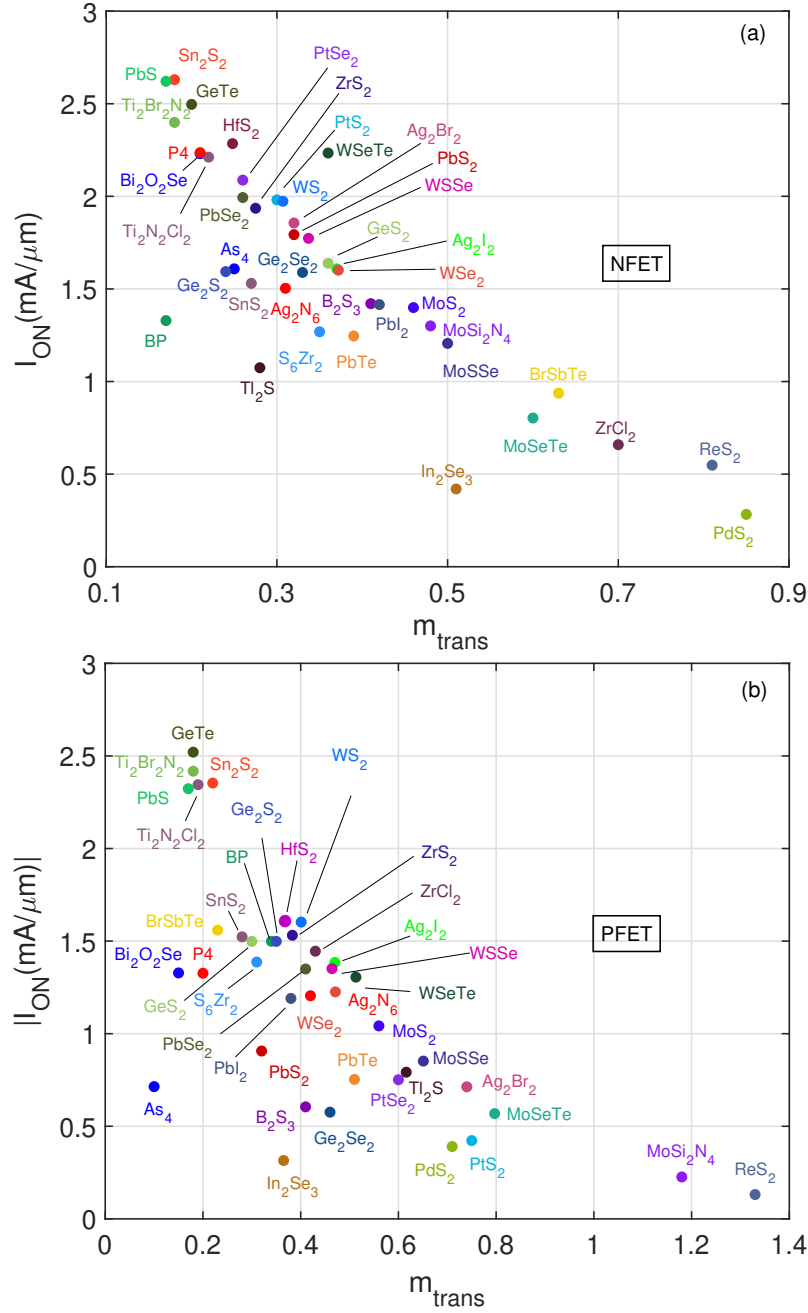 (a)
3
2.5
2
1.5
1
0.5
0
I_ON(mA/μm)
Sn₂S₂
PbS
PtSe₂
ZrS₂
GeTe
Ti₂Br₂N₂
HfS₂
PtS₂
Ag₂Br₂
P4
WSeTe
PbS₂
Bi₂O₂Se
WS₂
WSSe
PbSe₂
Ti₂N₂Cl₂
GeS₂
As₄
Ge₂Se₂
Ag₂I₂
NFET
WSe₂
Ge₂S₂
SnS₂
Ag₂N₆
B₂S₃
PbI₂
MoS₂
BP
MoSi₂N₄
S₆Zr₂
PbTe
MoSSe
Tl₂S
BrSbTe
MoSeTe
ZrCl₂
In₂Se₃
ReS₂
PdS₂
0.1 0.3 0.5 0.7 0.9
m_trans
(b)
3
2.5
2
1.5
1
0.5
0
|I_ON(mA/μm)|
GeTe
WS₂
Ti₂Br₂N₂
Sn₂S₂
PbS
Ge₂S₂
Ti₂N₂Cl₂
HfS₂
ZrS₂
BP
ZrCl₂
SnS₂
BrSbTe
Ag₂I₂
PFET
Bi₂O₂Se
P4
WSSe
GeS₂
S₆Zr₂
WSeTe
Ag₂N₆
PbSe₂
WSe₂
MoS₂
PbI₂
PbS₂
PbTe
MoSSe
Tl₂S
Ag₂Br₂
As₄
PtSe₂
B₂S₃
Ge₂Se₂
MoSeTe
PdS₂
PtS₂
In₂Se₃
MoSi₂N₄
ReS₂
0 0.2 0.4 0.6 0.8 1 1.2 1.4
m_trans